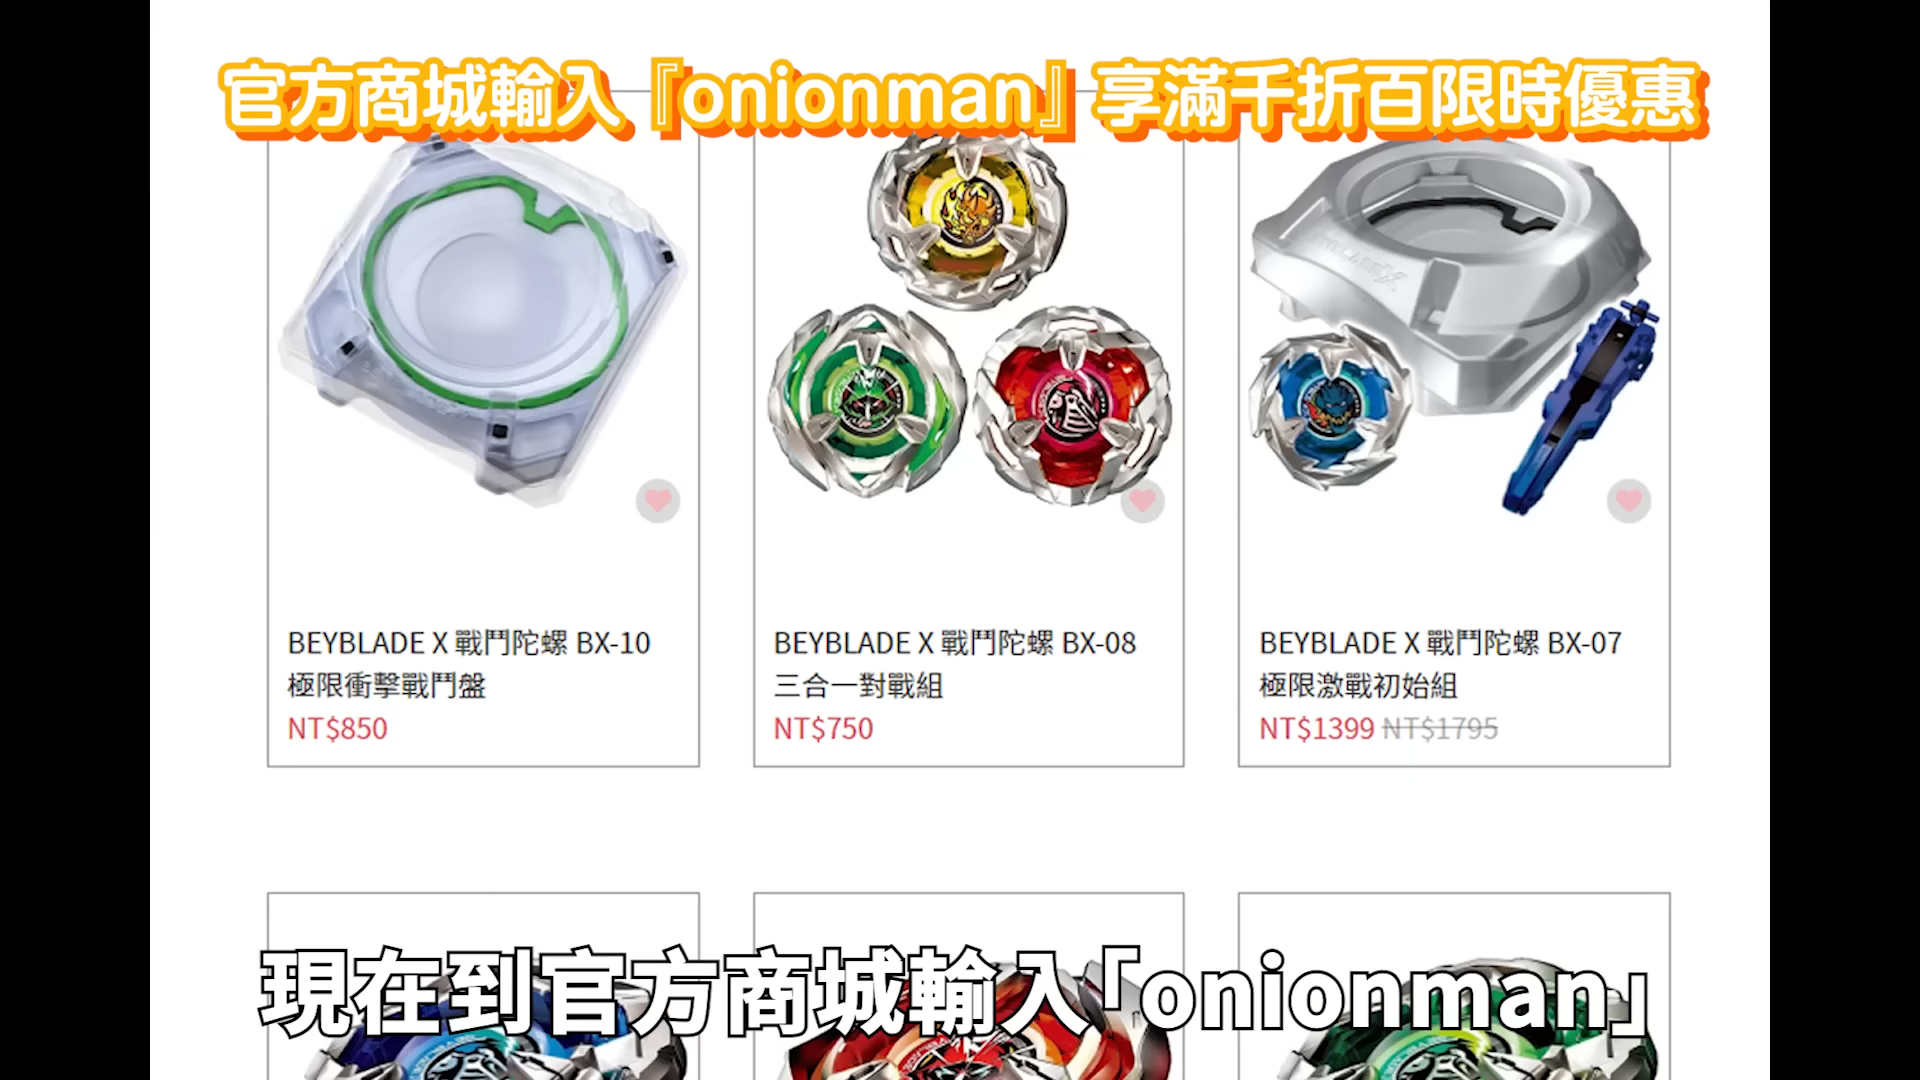 官方商城輸入『onionman』享滿千折百限時優惠
BEYBLADE X 戰鬥陀螺 BX-10
極限衝擊戰鬥盤
NT$850
BEYBLADE X 戰鬥陀螺 BX-08
三合一對戰組
NT$750
BEYBLADE X 戰鬥陀螺 BX-07
極限激戰初始組
NT$1399 NT$1795
現在到官方商城輸入「onionman」